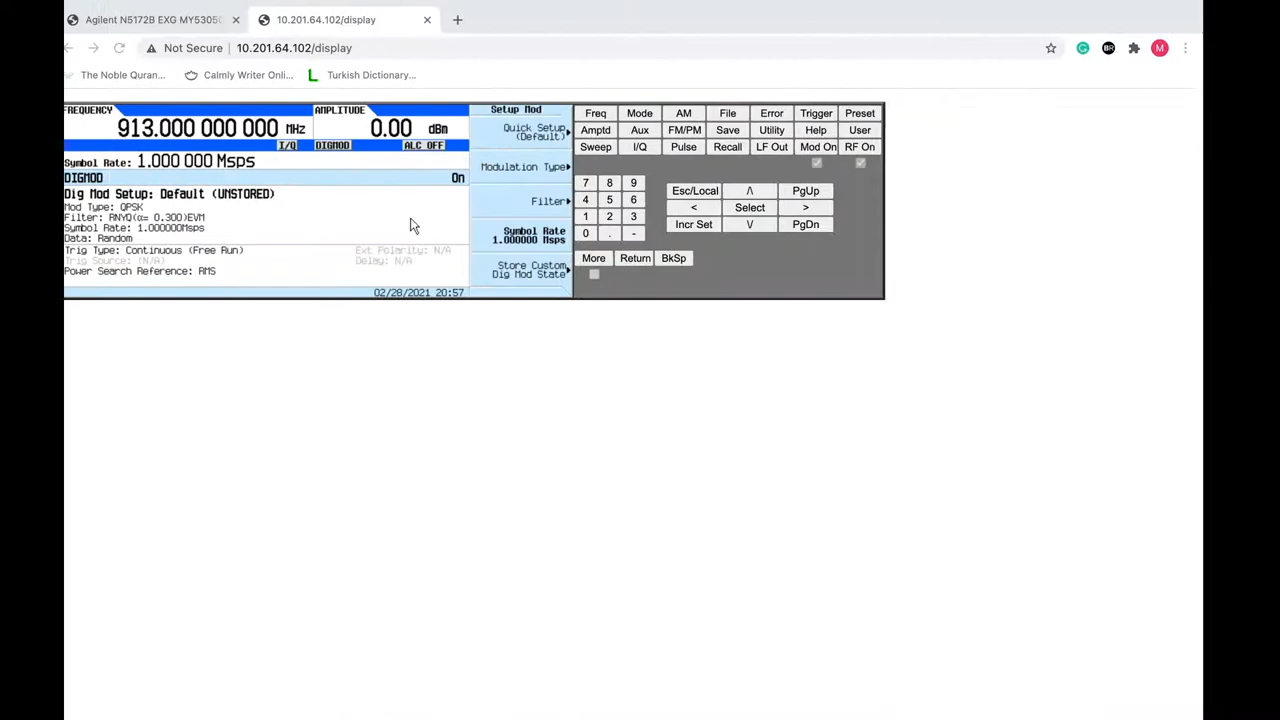 Agilent N5172B EXG MY5305
10.201.64.102/display
Not Secure
10.201.64.102/display
M
The Noble Quran...
Calmly Writer Onli...
Turkish Dictionary...
FREQUENCY
913.000 000 000 MHz
I/Q
AMPLITUDE
0.00 dBm
DIGMOD
ALC OFF
Symbol Rate: 1.000 000 Msps
DIGMOD On
Dig Mod Setup: Default (UNSTORED)
Mod Type: QPSK
Filter: RNYQ(α= 0.300)EVM
Symbol Rate: 1.000000Msps
Data: Random
Trig Type: Continuous (Free Run)
Ext Polarity: N/A
Trig Source: (N/A)
Delay: N/A
Power Search Reference: RMS
02/28/2021 20:57
Setup Mod
Quick Setup
(Default)
Modulation Type
Filter
Symbol Rate
1.000000 Msps
Store Custom
Dig Mod State
Freq Mode AM File Error Trigger Preset
Amptd Aux FM/PM Save Utility Help User
Sweep I/Q Pulse Recall LF Out Mod On RF On
7 8 9
4 5 6
1 2 3
0 . -
Esc/Local /\ PgUp
< Select >
Incr Set \/ PgDn
More Return BkSp